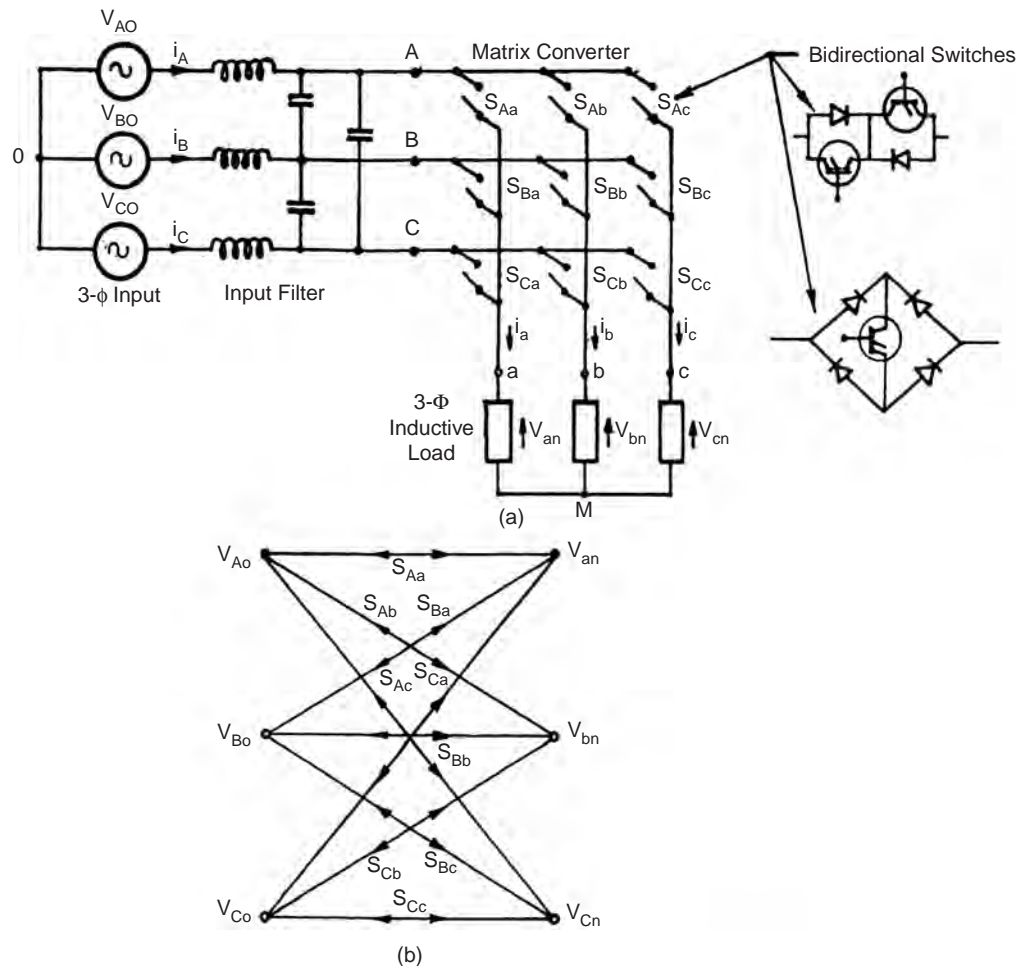 V_AO
i_A
A
Matrix Converter
Bidirectional Switches
S_Aa
S_Ab
S_Ac
V_BO
0
i_B
B
S_Ba
S_Bb
S_Bc
V_CO
i_C
C
S_Ca
S_Cb
S_Cc
3-ϕ Input
Input Filter
i_a
i_b
i_c
a
b
c
3-Φ
Inductive
Load
V_an
V_bn
V_cn
M
(a)
V_Ao
V_an
S_Aa
S_Ab
S_Ba
S_Ac
S_Ca
V_Bo
V_bn
S_Bb
S_Cb
S_Bc
V_Co
S_Cc
V_Cn
(b)